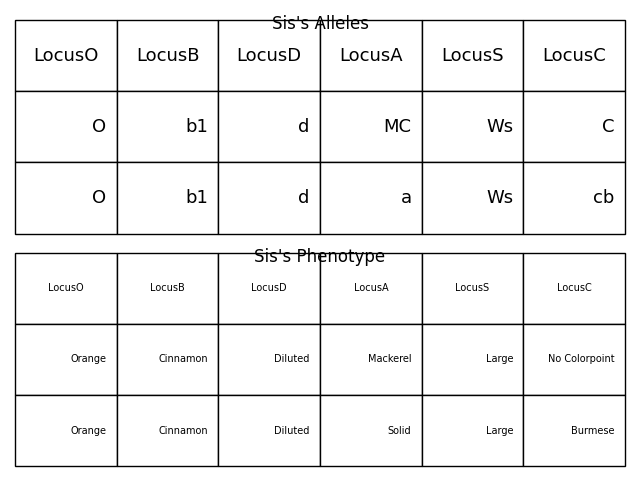 Sis's Alleles
LocusO LocusB LocusD LocusA LocusS LocusC
O b1 d MC Ws C
O b1 d a Ws cb
Sis's Phenotype
LocusO LocusB LocusD LocusA LocusS LocusC
Orange Cinnamon Diluted Mackerel Large No Colorpoint
Orange Cinnamon Diluted Solid Large Burmese